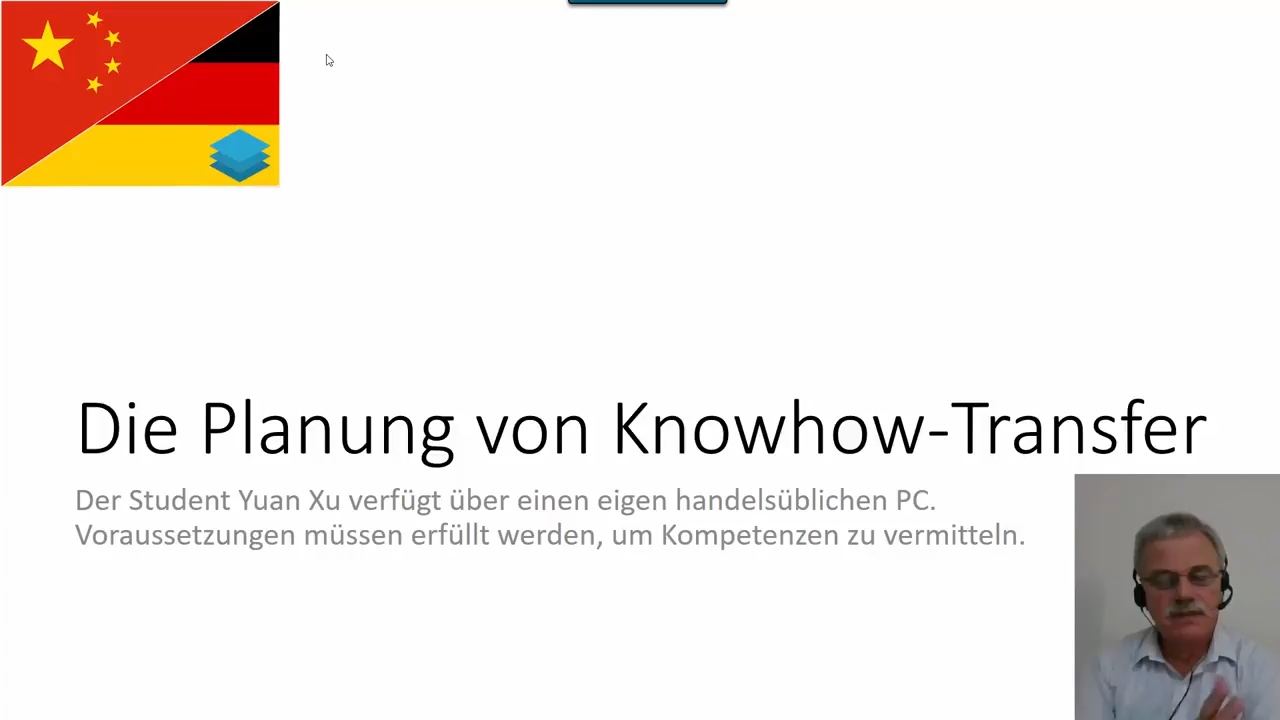 Die Planung von Knowhow-Transfer
Der Student Yuan Xu verfügt über einen eigen handelsüblichen PC.
Voraussetzungen müssen erfüllt werden, um Kompetenzen zu vermitteln.